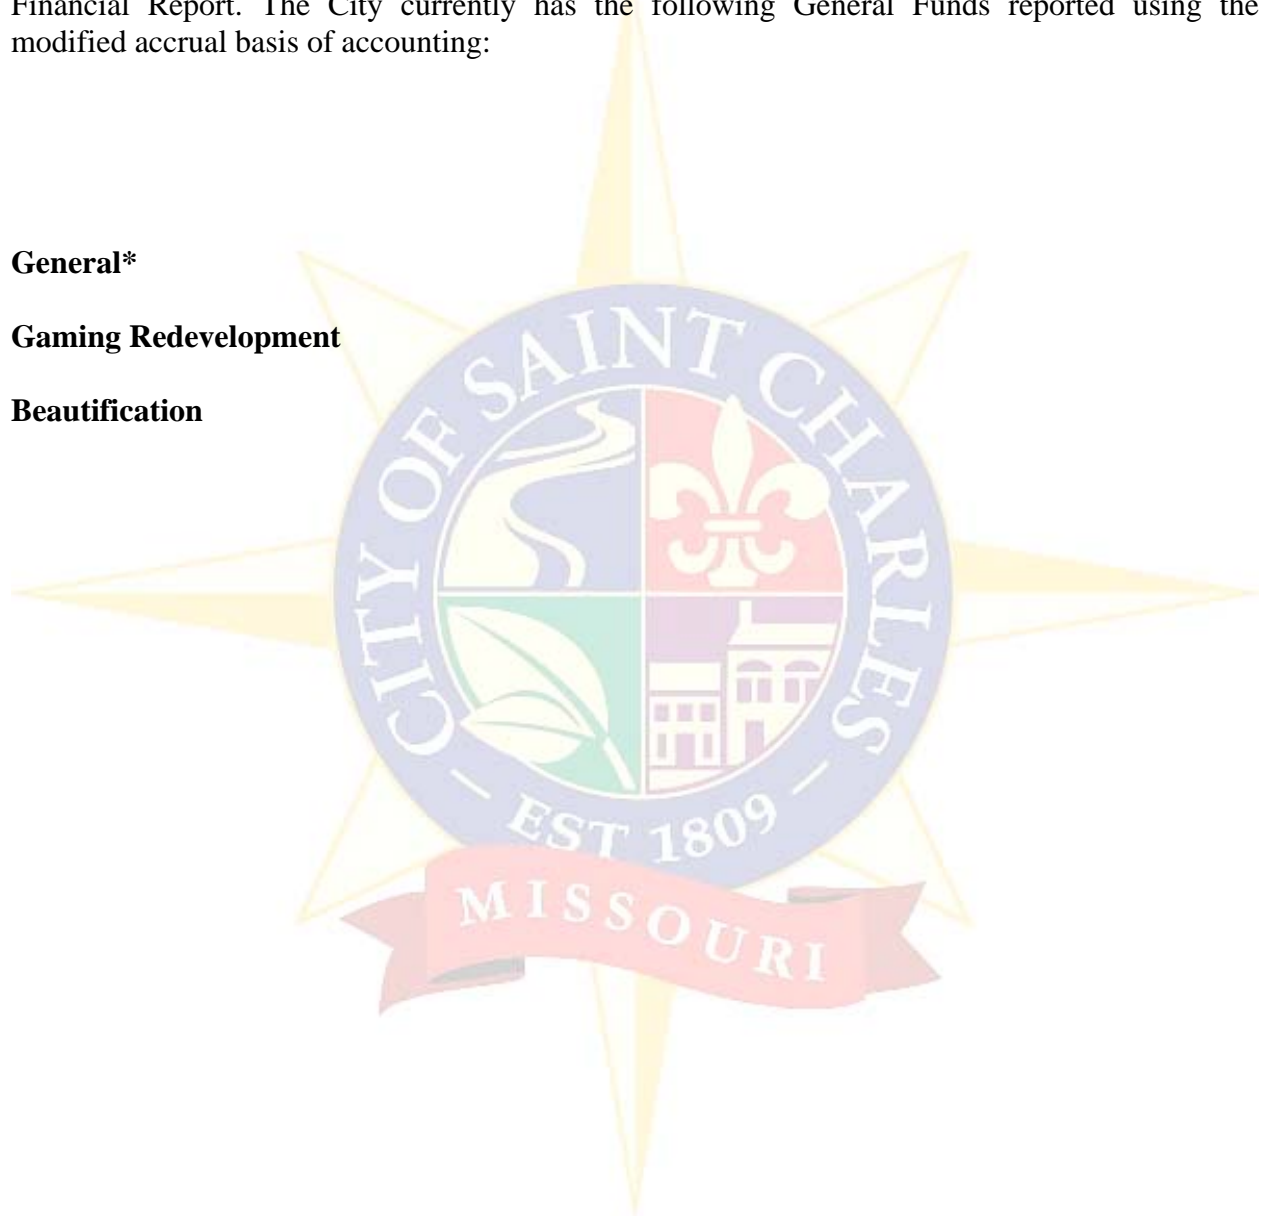 Financial Report. The City currently has the following General Funds reported using the
modified accrual basis of accounting:
General*
Gaming Redevelopment
Beautification
CITY OF SAINT CHARLES
EST 1809
MISSOURI